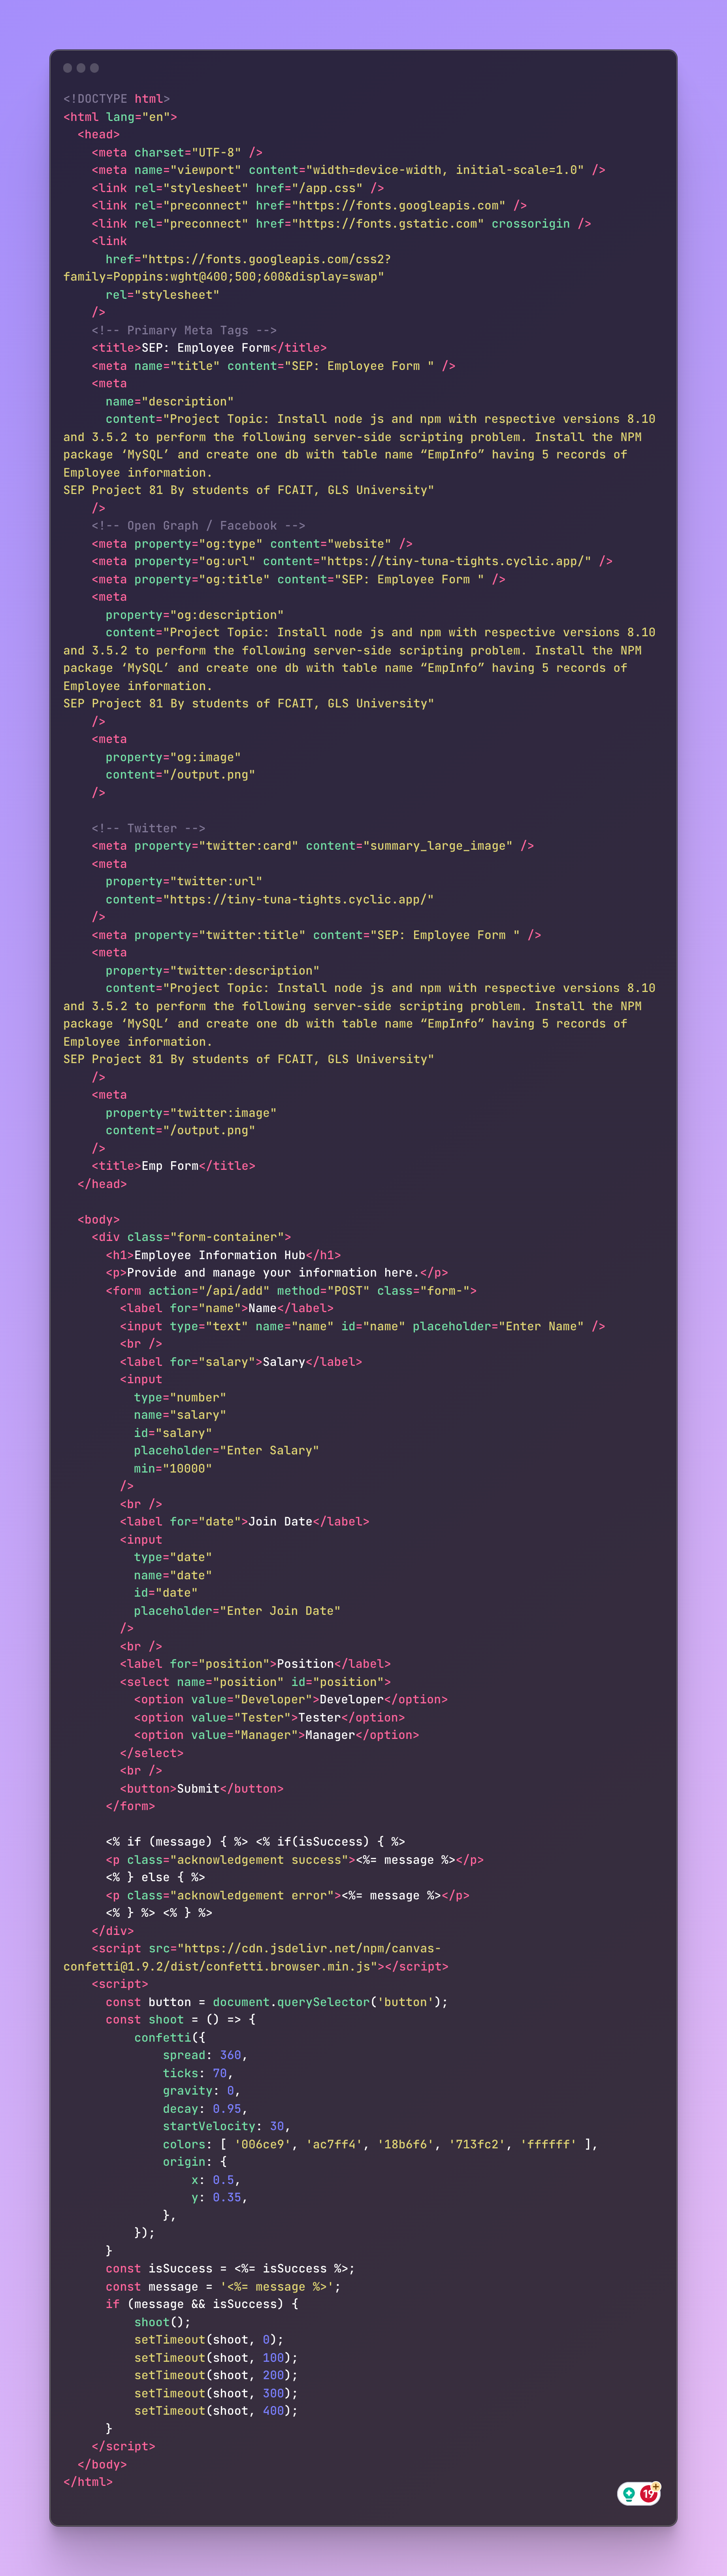 <!DOCTYPE html>
<html lang="en">
  <head>
    <meta charset="UTF-8" />
    <meta name="viewport" content="width=device-width, initial-scale=1.0" />
    <link rel="stylesheet" href="/app.css" />
    <link rel="preconnect" href="https://fonts.googleapis.com" />
    <link rel="preconnect" href="https://fonts.gstatic.com" crossorigin />
    <link
      href="https://fonts.googleapis.com/css2?
family=Poppins:wght@400;500;600&display=swap"
      rel="stylesheet"
    />
    <!-- Primary Meta Tags -->
    <title>SEP: Employee Form</title>
    <meta name="title" content="SEP: Employee Form " />
    <meta
      name="description"
      content="Project Topic: Install node js and npm with respective versions 8.10
and 3.5.2 to perform the following server-side scripting problem. Install the NPM
package ‘MySQL’ and create one db with table name “EmpInfo” having 5 records of
Employee information.
SEP Project 81 By students of FCAIT, GLS University"
    />
    <!-- Open Graph / Facebook -->
    <meta property="og:type" content="website" />
    <meta property="og:url" content="https://tiny-tuna-tights.cyclic.app/" />
    <meta property="og:title" content="SEP: Employee Form " />
    <meta
      property="og:description"
      content="Project Topic: Install node js and npm with respective versions 8.10
and 3.5.2 to perform the following server-side scripting problem. Install the NPM
package ‘MySQL’ and create one db with table name “EmpInfo” having 5 records of
Employee information.
SEP Project 81 By students of FCAIT, GLS University"
    />
    <meta
      property="og:image"
      content="/output.png"
    />

    <!-- Twitter -->
    <meta property="twitter:card" content="summary_large_image" />
    <meta
      property="twitter:url"
      content="https://tiny-tuna-tights.cyclic.app/"
    />
    <meta property="twitter:title" content="SEP: Employee Form " />
    <meta
      property="twitter:description"
      content="Project Topic: Install node js and npm with respective versions 8.10
and 3.5.2 to perform the following server-side scripting problem. Install the NPM
package ‘MySQL’ and create one db with table name “EmpInfo” having 5 records of
Employee information.
SEP Project 81 By students of FCAIT, GLS University"
    />
    <meta
      property="twitter:image"
      content="/output.png"
    />
    <title>Emp Form</title>
  </head>

  <body>
    <div class="form-container">
      <h1>Employee Information Hub</h1>
      <p>Provide and manage your information here.</p>
      <form action="/api/add" method="POST" class="form-">
        <label for="name">Name</label>
        <input type="text" name="name" id="name" placeholder="Enter Name" />
        <br />
        <label for="salary">Salary</label>
        <input
          type="number"
          name="salary"
          id="salary"
          placeholder="Enter Salary"
          min="10000"
        />
        <br />
        <label for="date">Join Date</label>
        <input
          type="date"
          name="date"
          id="date"
          placeholder="Enter Join Date"
        />
        <br />
        <label for="position">Position</label>
        <select name="position" id="position">
          <option value="Developer">Developer</option>
          <option value="Tester">Tester</option>
          <option value="Manager">Manager</option>
        </select>
        <br />
        <button>Submit</button>
      </form>

      <% if (message) { %> <% if(isSuccess) { %>
      <p class="acknowledgement success"><%= message %></p>
      <% } else { %>
      <p class="acknowledgement error"><%= message %></p>
      <% } %> <% } %>
    </div>
    <script src="https://cdn.jsdelivr.net/npm/canvas-
confetti@1.9.2/dist/confetti.browser.min.js"></script>
    <script>
      const button = document.querySelector('button');
      const shoot = () => {
          confetti({
              spread: 360,
              ticks: 70,
              gravity: 0,
              decay: 0.95,
              startVelocity: 30,
              colors: [ '006ce9', 'ac7ff4', '18b6f6', '713fc2', 'ffffff' ],
              origin: {
                  x: 0.5,
                  y: 0.35,
              },
          });
      }
      const isSuccess = <%= isSuccess %>;
      const message = '<%= message %>';
      if (message && isSuccess) {
          shoot();
          setTimeout(shoot, 0);
          setTimeout(shoot, 100);
          setTimeout(shoot, 200);
          setTimeout(shoot, 300);
          setTimeout(shoot, 400);
      }
    </script>
  </body>
</html>
19+